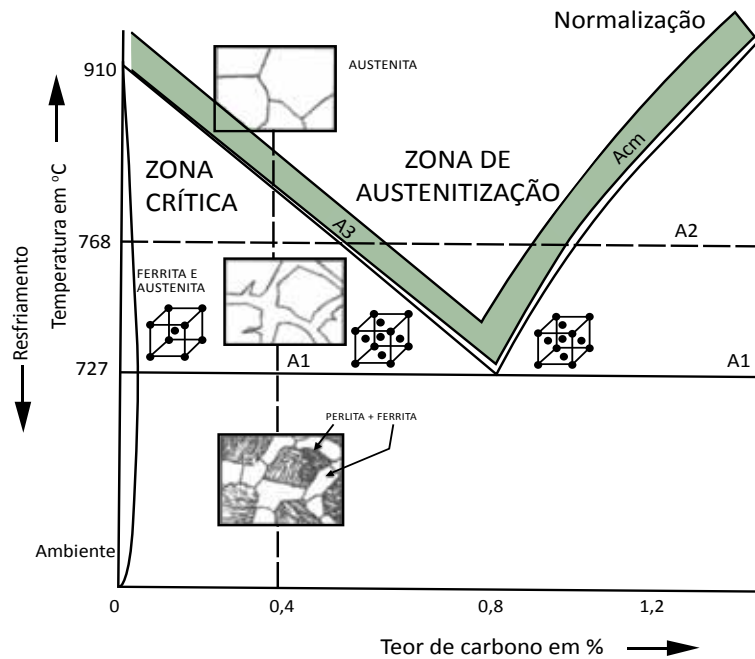 Normalização
AUSTENITA
910
ZONA
CRÍTICA
ZONA DE
AUSTENITIZAÇÃO
Acm
A3
768
A2
FERRITA E
AUSTENITA
727
A1
A1
PERLITA + FERRITA
Ambiente
Resfriamento
Temperatura em ºC
0
0,4
0,8
1,2
Teor de carbono em %